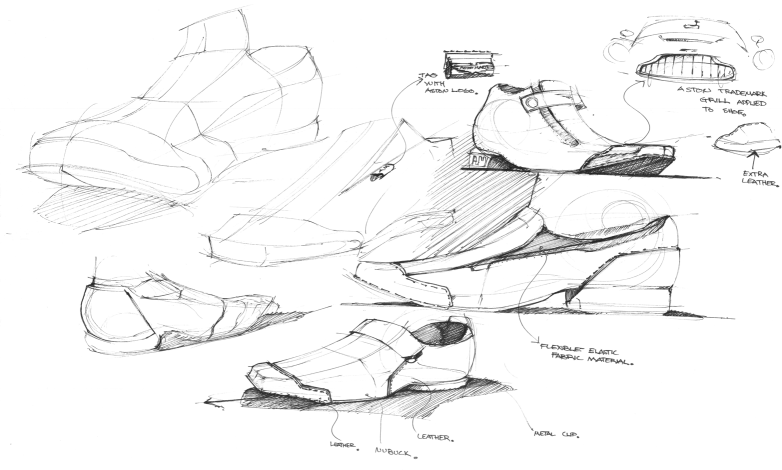 TAG
WITH
ASTON LOGO.
ASTON TRADEMARK
GRILL APPLIED
TO SHOE.
AM
EXTRA
LEATHER.
FLEXIBLE ELASTIC
FABRIC MATERIAL.
LEATHER.
NUBUCK.
LEATHER.
METAL CLIP.